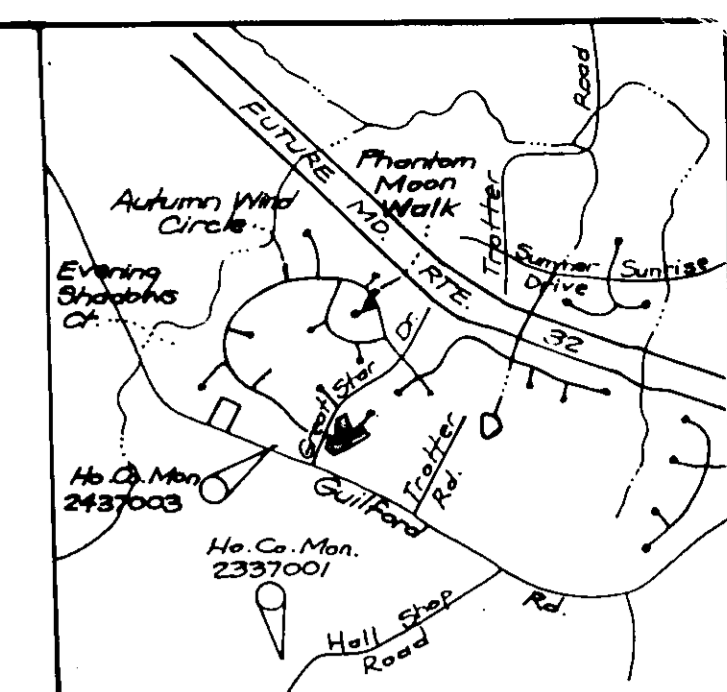 Road
FUTURE MD. RTE. 32
Phantom
Moon
Walk
Autumn Wind
Circle
Trotter
Evening
Shadows
Ct.
Summer Sunrise
Drive
Great Star Dr.
Trotter
Rd.
Ho. Co. Mon.
2437003
Guilford
Rd.
Ho. Co. Mon.
2337001
Hall Shop
Road